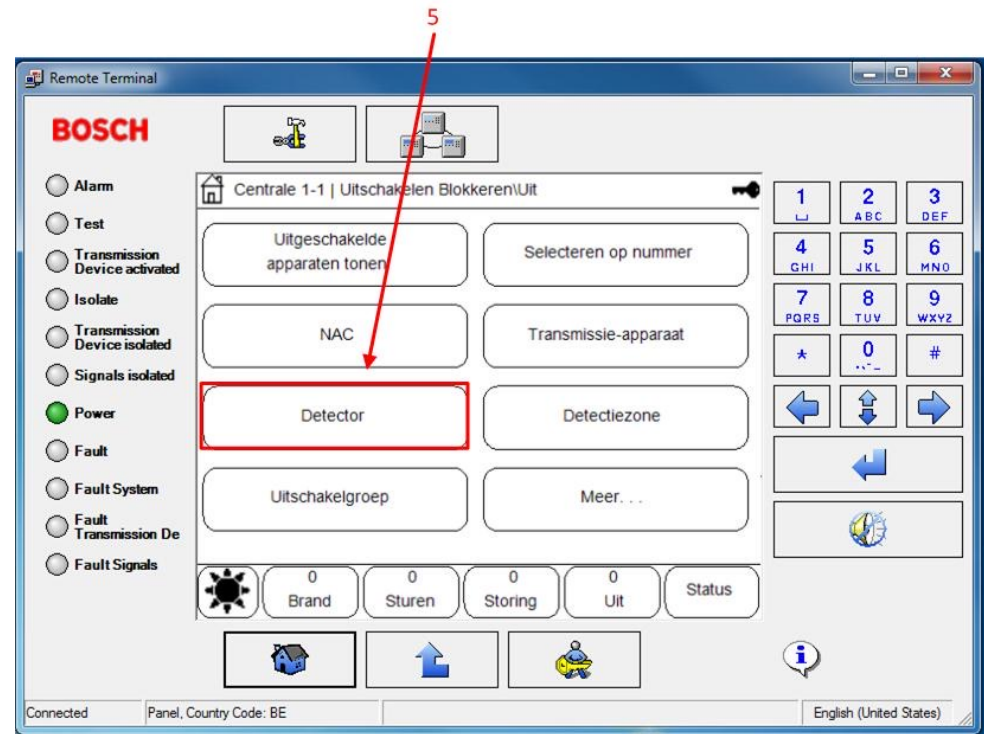 5
Remote Terminal
BOSCH
Alarm
Test
Transmission
Device activated
Isolate
Transmission
Device isolated
Signals isolated
Power
Fault
Fault System
Fault
Transmission De
Fault Signals
Centrale 1-1 | Uitschakelen Blokkeren\Uit
Uitgeschakelde
apparaten tonen
Selecteren op nummer
NAC
Transmissie-apparaat
Detector
Detectiezone
Uitschakelgroep
Meer. . .
0
Brand
0
Sturen
0
Storing
0
Uit
Status
1
2
ABC
3
DEF
4
GHI
5
JKL
6
MNO
7
PQRS
8
TUV
9
WXYZ
*
0
#
Connected
Panel, Country Code: BE
English (United States)